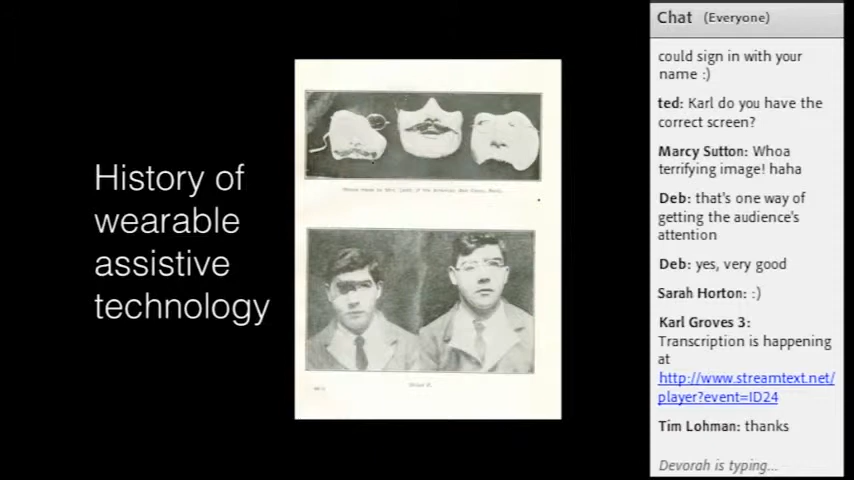 History of
wearable
assistive
technology
Chat (Everyone)
could sign in with your
name :)
ted: Karl do you have the
correct screen?
Marcy Sutton: Whoa
terrifying image! haha
Deb: that's one way of
getting the audience's
attention
Deb: yes, very good
Sarah Horton: :)
Karl Groves 3:
Transcription is happening
at
http://www.streamtext.net/
player?event=ID24
Tim Lohman: thanks
Devorah is typing...